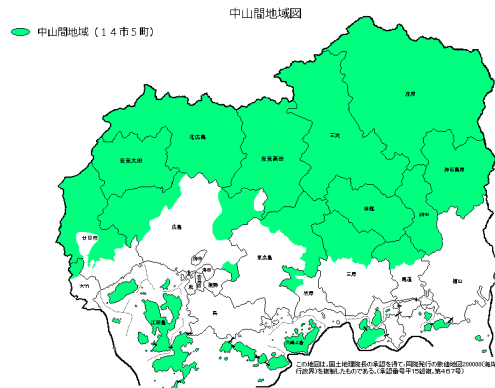 中山間地域図
中山間地域（１４市５町）
庄原
三次
北広島
安芸高田
安芸太田
神石高原
世羅
府中
広島
廿日市
東広島
三原
尾道
福山
大竹
竹原
呉
熊野
江田島
大崎上島
この地図は、国土地理院長の承認を得て、同院発行の数値地図200000(海岸
行政界)を複製したものである。(承認番号平15総複、第467号)